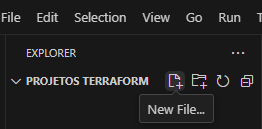 File Edit Selection View Go Run
EXPLORER
PROJETOS TERRAFORM
New File...